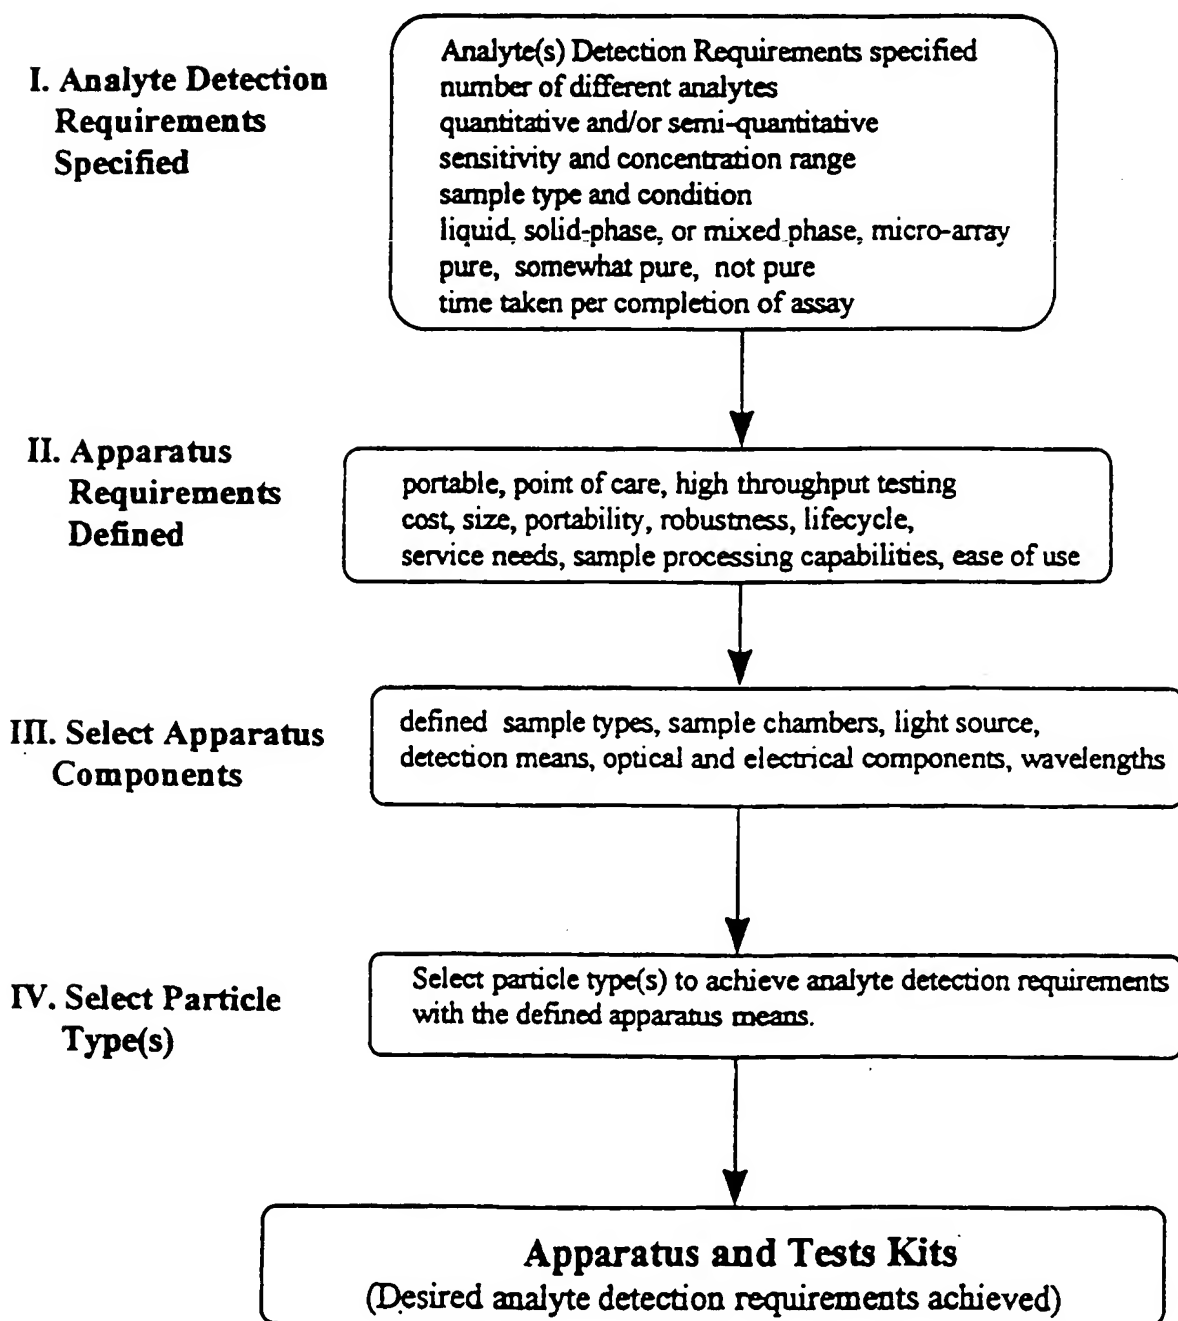 I. Analyte Detection
Requirements
Specified
Analyte(s) Detection Requirements specified
number of different analytes
quantitative and/or semi-quantitative
sensitivity and concentration range
sample type and condition
liquid, solid-phase, or mixed phase, micro-array
pure, somewhat pure, not pure
time taken per completion of assay
II. Apparatus
Requirements
Defined
portable, point of care, high throughput testing
cost, size, portability, robustness, lifecycle,
service needs, sample processing capabilities, ease of use
III. Select Apparatus
Components
defined sample types, sample chambers, light source,
detection means, optical and electrical components, wavelengths
IV. Select Particle
Type(s)
Select particle type(s) to achieve analyte detection requirements
with the defined apparatus means.
Apparatus and Tests Kits
(Desired analyte detection requirements achieved)